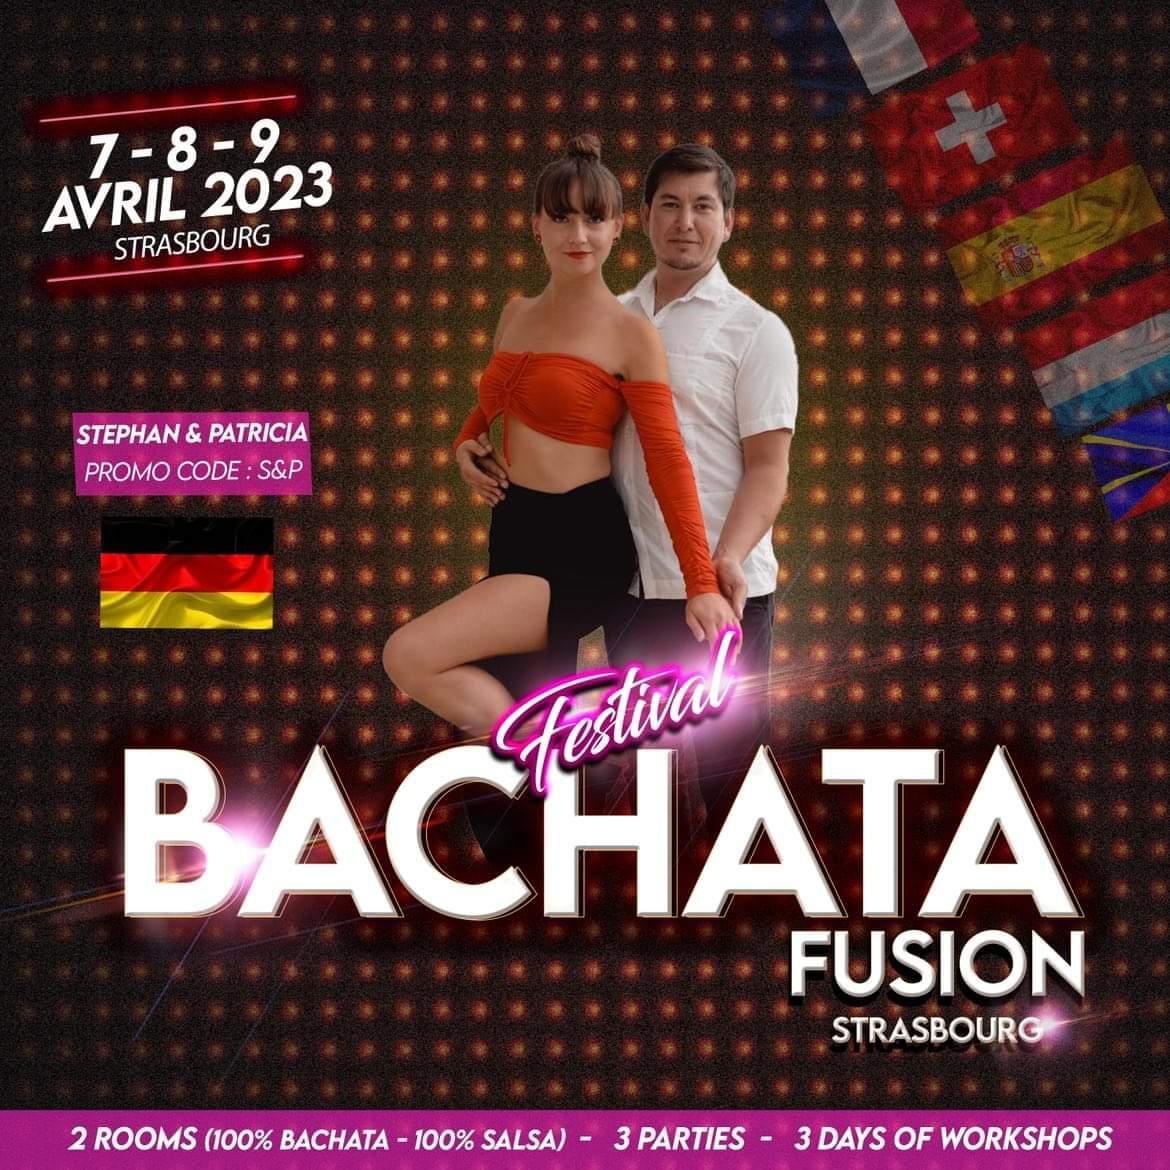 7 - 8 - 9
AVRIL 2023
STRASBOURG
STEPHAN & PATRICIA
PROMO CODE : S&P
Festival
BACHATA
FUSION
STRASBOURG
2 ROOMS (100% BACHATA - 100% SALSA) - 3 PARTIES - 3 DAYS OF WORKSHOPS